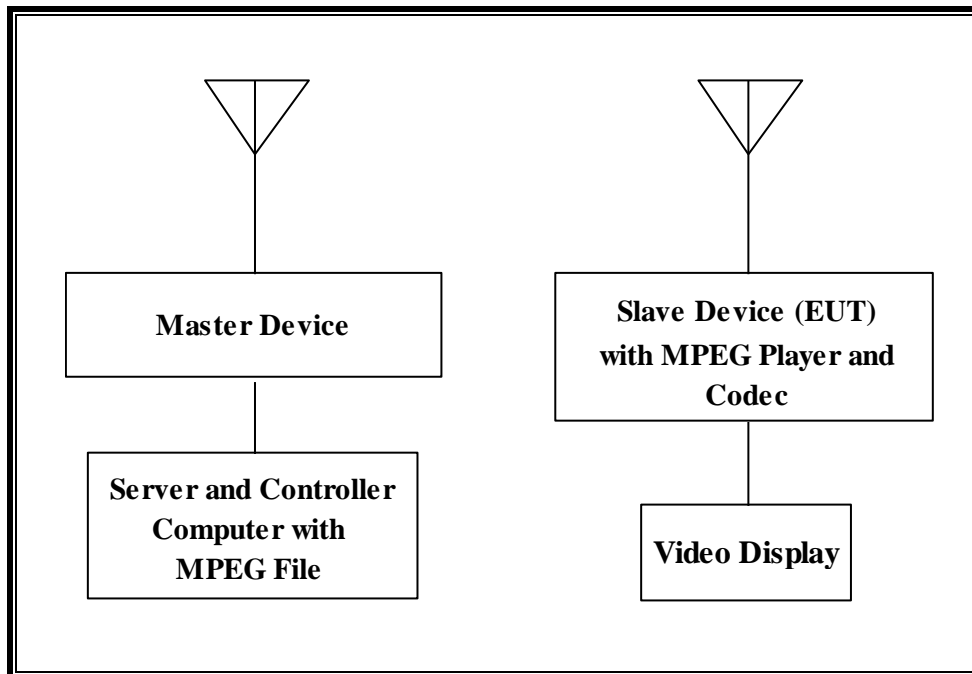 Master Device
Server and Controller
Computer with
MPEG File
Slave Device (EUT)
with MPEG Player and
Codec
Video Display